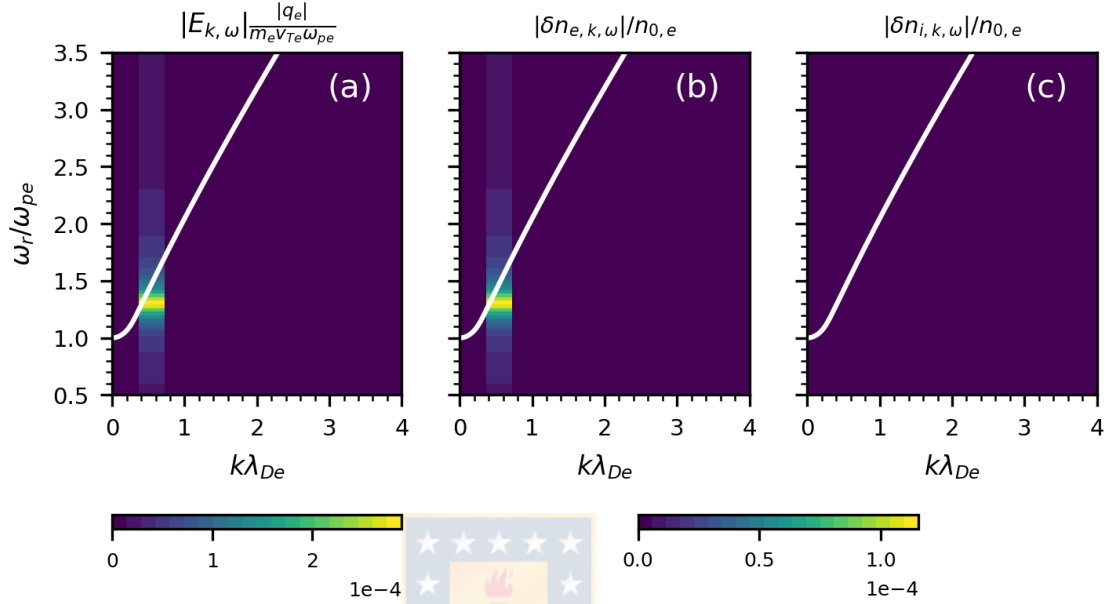 |E_{k, ω}| |q_e| / (m_e v_{Te} ω_{pe})
|δn_{e, k, ω}|/n_{0, e}
|δn_{i, k, ω}|/n_{0, e}
(a)
(b)
(c)
ω_r/ω_{pe}
3.5
3.0
2.5
2.0
1.5
1.0
0.5
0 1 2 3 4
0 1 2 3 4
0 1 2 3 4
kλ_{De}
kλ_{De}
kλ_{De}
0 1 2
1e−4
0.0 0.5 1.0
1e−4